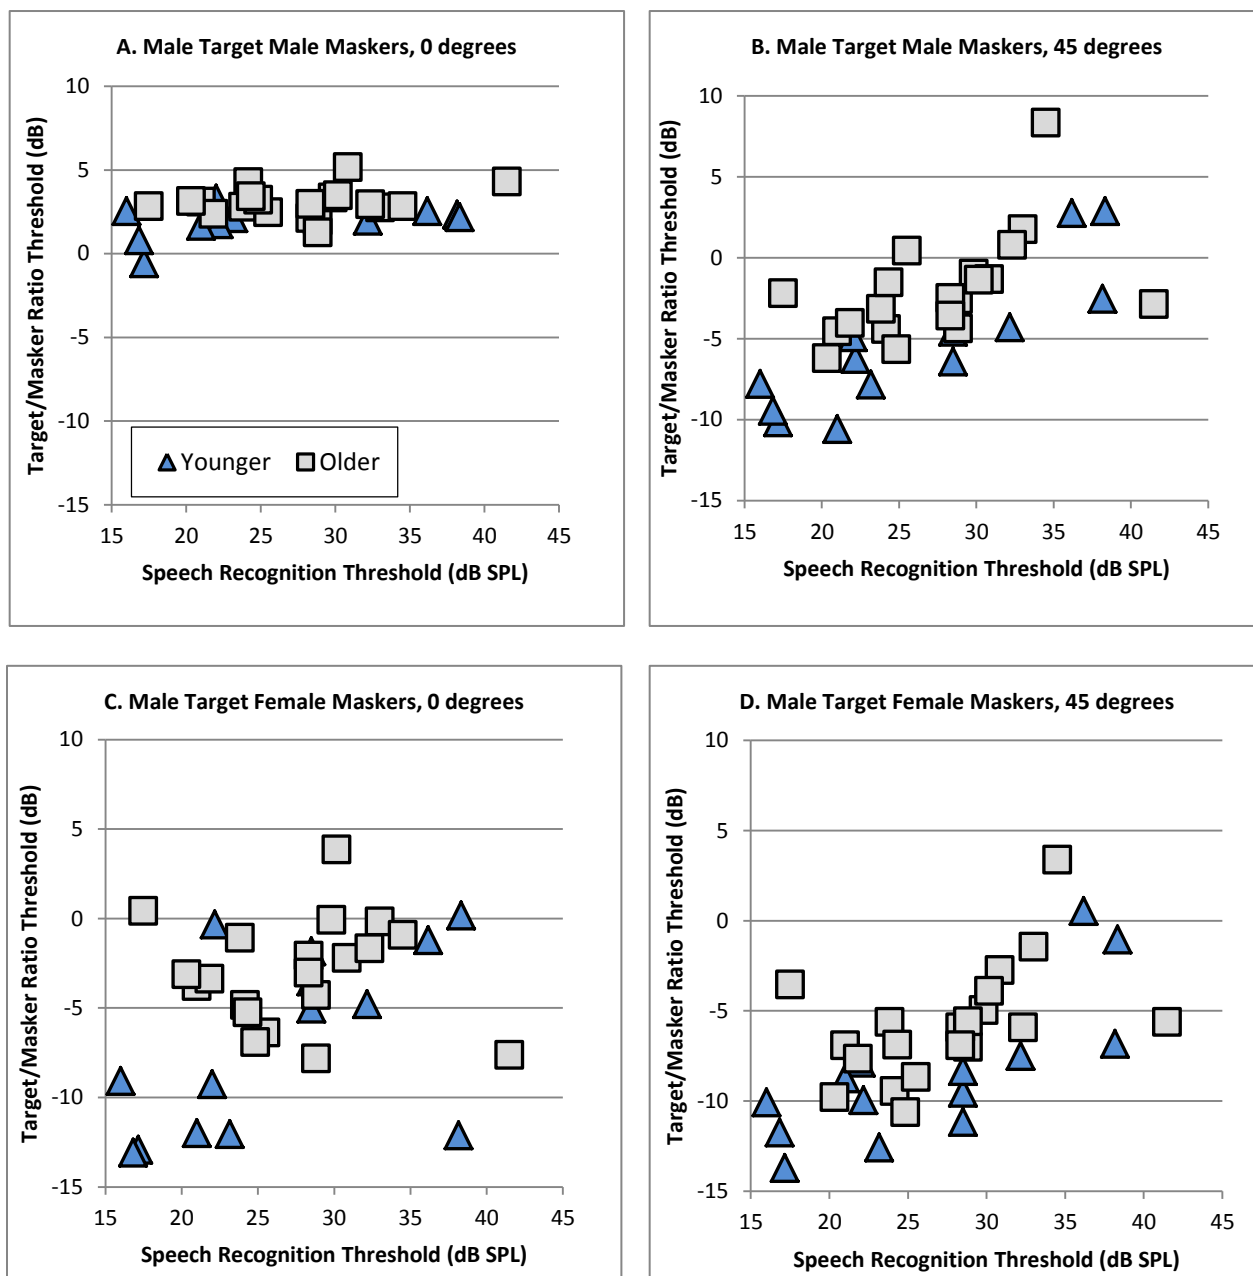 A. Male Target Male Maskers, 0 degrees
Target/Masker Ratio Threshold (dB)
10
5
0
-5
-10
-15
Younger Older
15 20 25 30 35 40 45
Speech Recognition Threshold (dB SPL)
B. Male Target Male Maskers, 45 degrees
Target/Masker Ratio Threshold (dB)
10
5
0
-5
-10
-15
15 20 25 30 35 40 45
Speech Recognition Threshold (dB SPL)
C. Male Target Female Maskers, 0 degrees
Target/Masker Ratio Threshold (dB)
10
5
0
-5
-10
-15
15 20 25 30 35 40 45
Speech Recognition Threshold (dB SPL)
D. Male Target Female Maskers, 45 degrees
Target/Masker Ratio Threshold (dB)
10
5
0
-5
-10
-15
15 20 25 30 35 40 45
Speech Recognition Threshold (dB SPL)